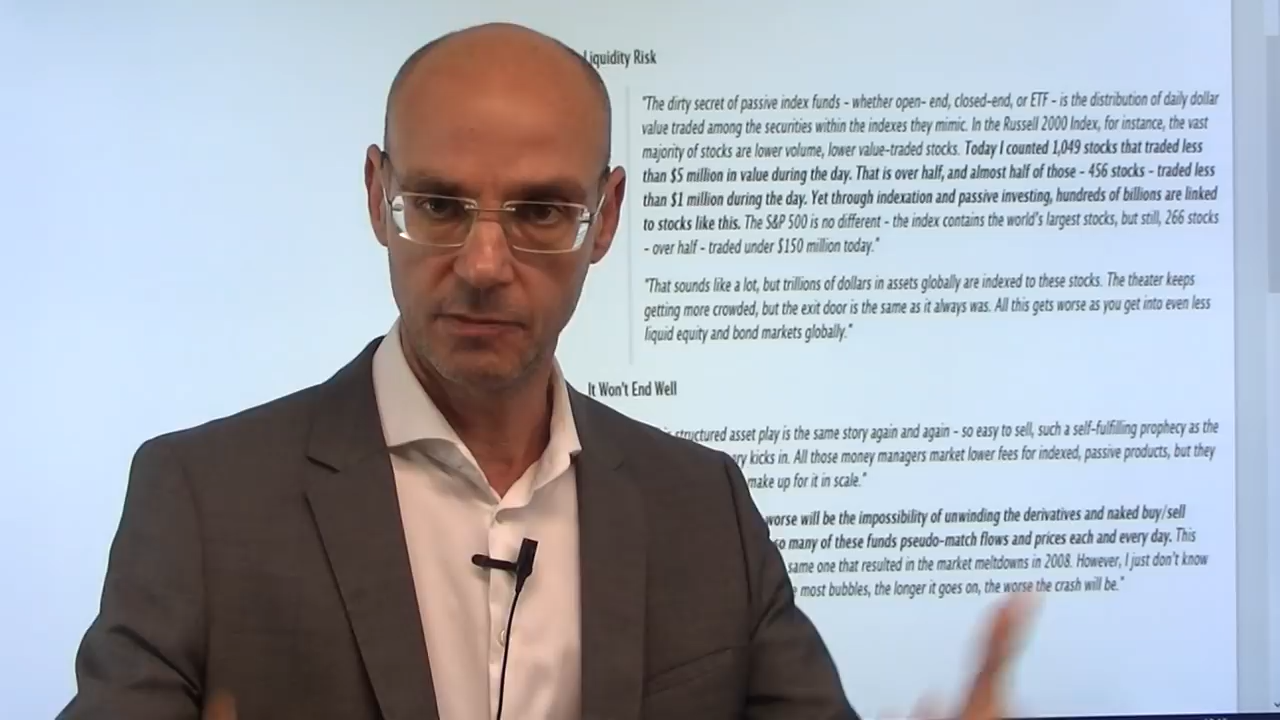 Liquidity Risk
"The dirty secret of passive index funds - whether open- end, closed-end, or ETF - is the distribution of daily dollar
value traded among the securities within the indexes they mimic. In the Russell 2000 Index, for instance, the vast
majority of stocks are lower volume, lower value-traded stocks. Today I counted 1,049 stocks that traded less
than $5 million in value during the day. That is over half, and almost half of those - 456 stocks - traded less
than $1 million during the day. Yet through indexation and passive investing, hundreds of billions are linked
to stocks like this. The S&P 500 is no different - the index contains the world's largest stocks, but still, 266 stocks
- over half - traded under $150 million today."
"That sounds like a lot, but trillions of dollars in assets globally are indexed to these stocks. The theater keeps
getting more crowded, but the exit door is the same as it always was. All this gets worse as you get into even less
liquid equity and bond markets globally."
It Won't End Well
structured asset play is the same story again and again - so easy to sell, such a self-fulfilling prophecy as the
kicks in. All those money managers market lower fees for indexed, passive products, but they
make up for it in scale."
worse will be the impossibility of unwinding the derivatives and naked buy/sell
so many of these funds pseudo-match flows and prices each and every day. This
same one that resulted in the market meltdowns in 2008. However, I just don't know
most bubbles, the longer it goes on, the worse the crash will be."